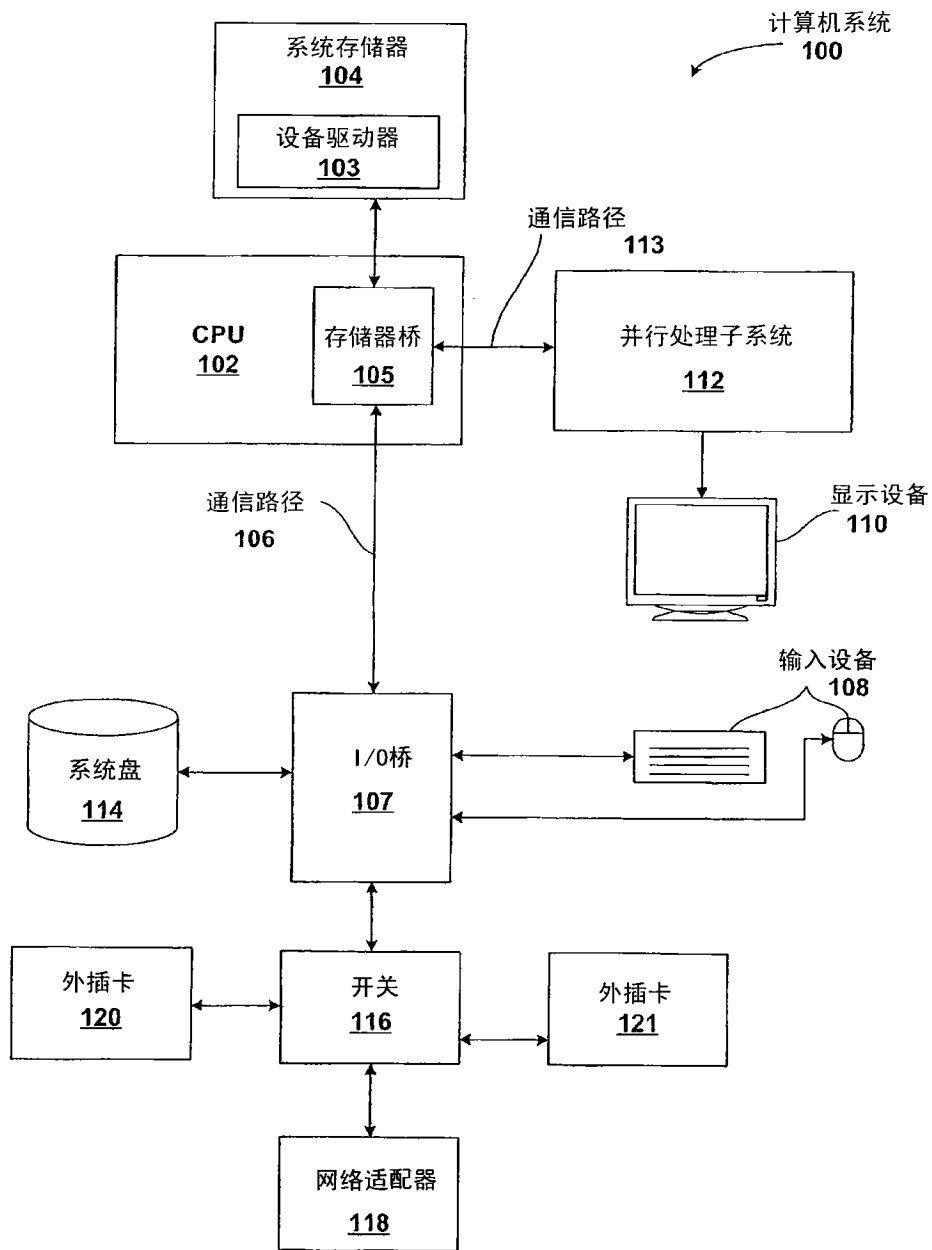 计算机系统
100
系统存储器
104
设备驱动器
103
通信路径
113
CPU
102
存储器桥
105
并行处理子系统
112
通信路径
106
显示设备
110
输入设备
108
系统盘
114
I/O桥
107
外插卡
120
开关
116
外插卡
121
网络适配器
118